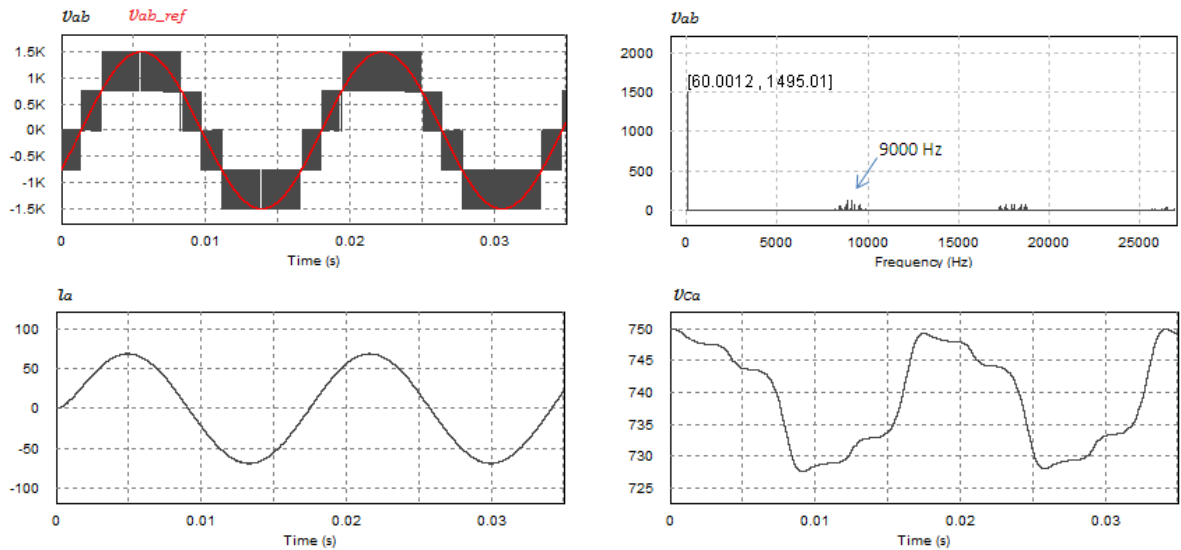 vab vab_ref
1.5K
1K
0.5K
0K
-0.5K
-1K
-1.5K
0 0.01 0.02 0.03
Time (s)
vab
2000
1500
1000
500
0
[60.0012 , 1495.01]
9000 Hz
0 5000 10000 15000 20000 25000
Frequency (Hz)
ia
100
50
0
-50
-100
0 0.01 0.02 0.03
Time (s)
vca
750
745
740
735
730
725
0 0.01 0.02 0.03
Time (s)